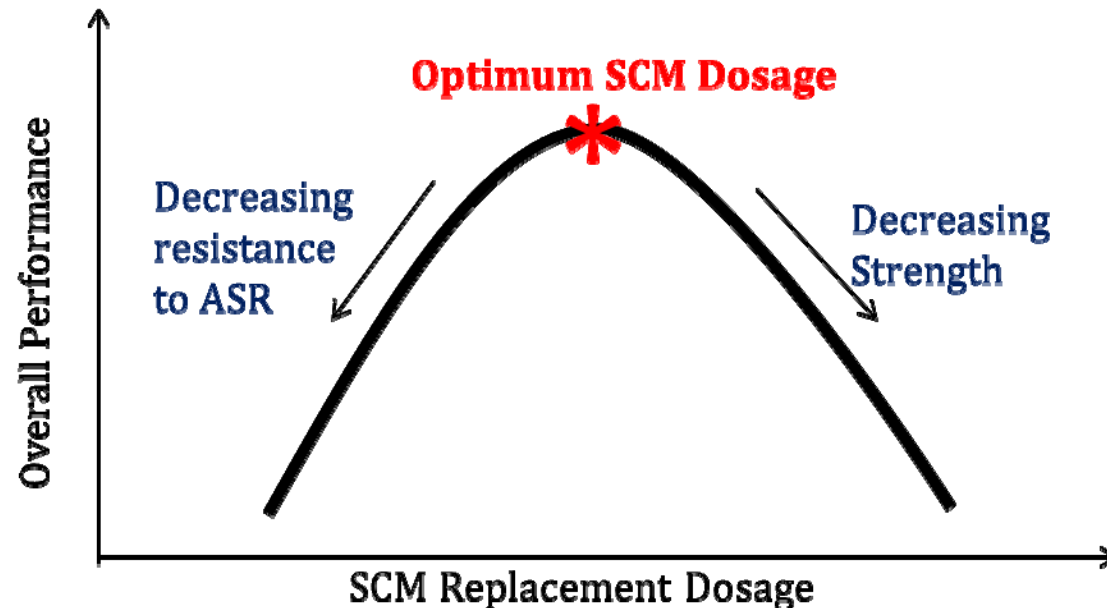 Optimum SCM Dosage
Decreasing
resistance
to ASR
Decreasing
Strength
Overall Performance
SCM Replacement Dosage